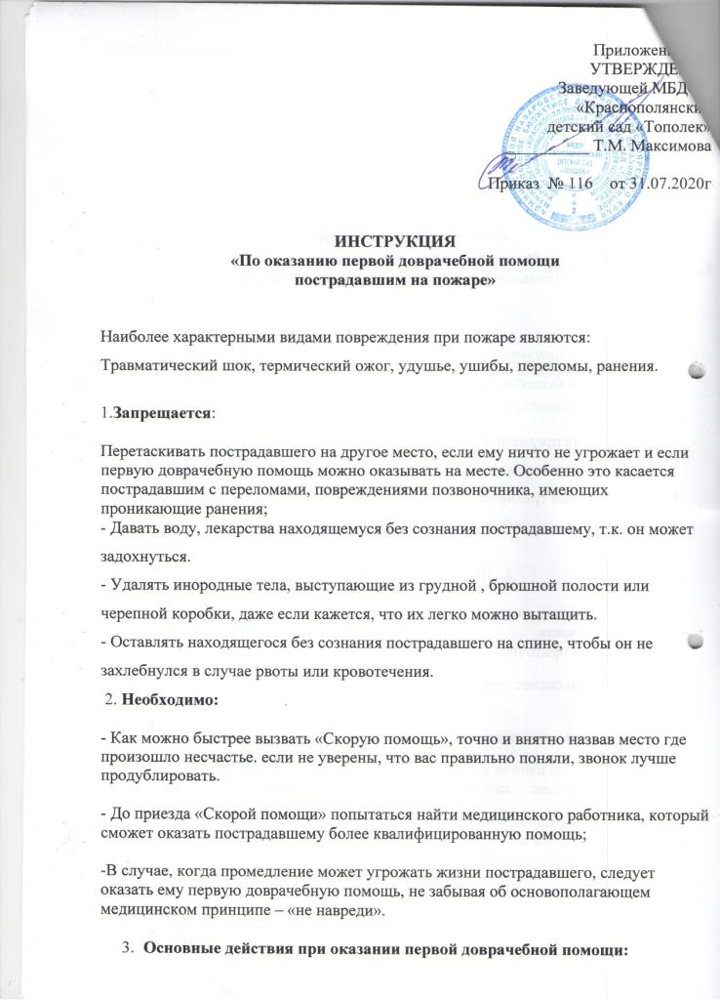 Приложен
УТВЕРЖДЕ
Заведующей МБД
«Краснополянски
детский сад «Тополек»
Т.М. Максимова
Приказ № 116 от 31.07.2020г
ИНСТРУКЦИЯ
«По оказанию первой доврачебной помощи
пострадавшим на пожаре»
Наиболее характерными видами повреждения при пожаре являются:
Травматический шок, термический ожог, удушье, ушибы, переломы, ранения.
1.Запрещается:
Перетаскивать пострадавшего на другое место, если ему ничто не угрожает и если
первую доврачебную помощь можно оказывать на месте. Особенно это касается
пострадавшим с переломами, повреждениями позвоночника, имеющих
проникающие ранения;
- Давать воду, лекарства находящемуся без сознания пострадавшему, т.к. он может
задохнуться.
- Удалять инородные тела, выступающие из грудной , брюшной полости или
черепной коробки, даже если кажется, что их легко можно вытащить.
- Оставлять находящегося без сознания пострадавшего на спине, чтобы он не
захлебнулся в случае рвоты или кровотечения.
2. Необходимо:
- Как можно быстрее вызвать «Скорую помощь», точно и внятно назвав место где
произошло несчастье. если не уверены, что вас правильно поняли, звонок лучше
продублировать.
- До приезда «Скорой помощи» попытаться найти медицинского работника, который
сможет оказать пострадавшему более квалифицированную помощь;
-В случае, когда промедление может угрожать жизни пострадавшего, следует
оказать ему первую доврачебную помощь, не забывая об основополагающем
медицинском принципе – «не навреди».
3. Основные действия при оказании первой доврачебной помощи: